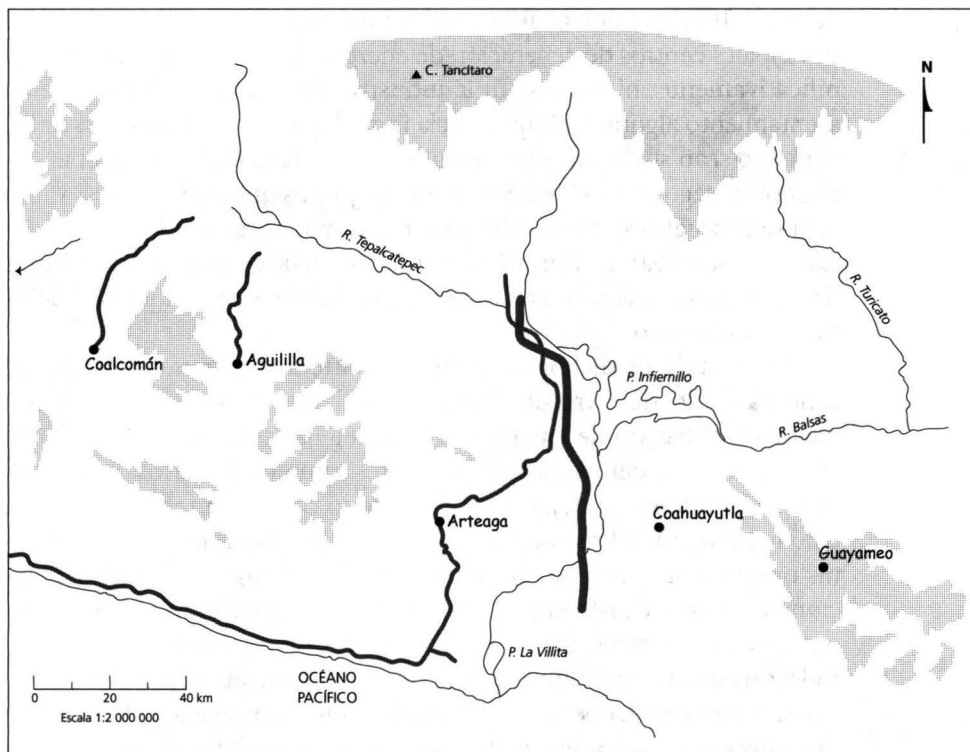 C. Tancítaro
N
R. Tepalcatepec
R. Turicato
Coalcomán
Aguililla
P. Infiernillo
R. Balsas
Arteaga
Coahuayutla
Guayameo
P. La Villita
OCÉANO
PACÍFICO
0 20 40 km
Escala 1:2 000 000